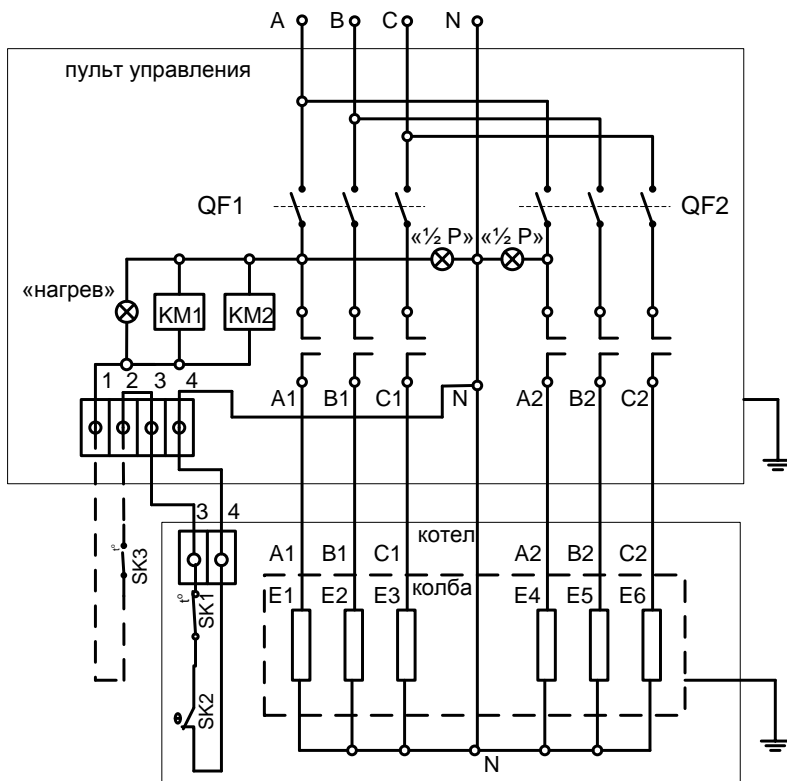 A B C N
пульт управления
QF1 QF2
«½ P» «½ P»
«нагрев»
KM1 KM2
1 2 3 4
A1 B1 C1 N A2 B2 C2
3 4
котел
A1 B1 C1 A2 B2 C2
колба
E1 E2 E3 E4 E5 E6
t° SK3
t° SK1
θ SK2
N